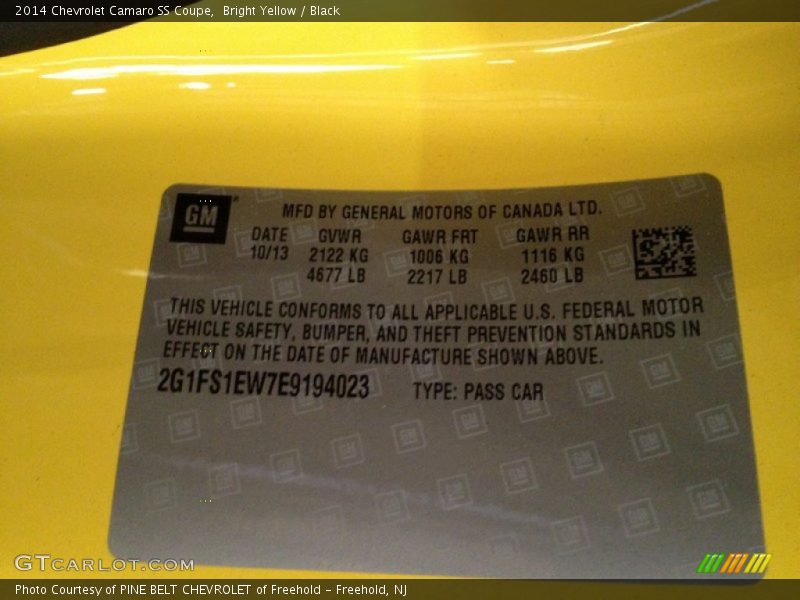 2014 Chevrolet Camaro SS Coupe,  Bright Yellow / Black
GM
MFD BY GENERAL MOTORS OF CANADA LTD.
DATE GVWR GAWR FRT GAWR RR
10/13 2122 KG 1006 KG 1116 KG
4677 LB 2217 LB 2460 LB
THIS VEHICLE CONFORMS TO ALL APPLICABLE U.S. FEDERAL MOTOR
VEHICLE SAFETY, BUMPER, AND THEFT PREVENTION STANDARDS IN
EFFECT ON THE DATE OF MANUFACTURE SHOWN ABOVE.
2G1FS1EW7E9194023 TYPE: PASS CAR
GTCARLOT.COM
Photo Courtesy of PINE BELT CHEVROLET of Freehold – Freehold, NJ